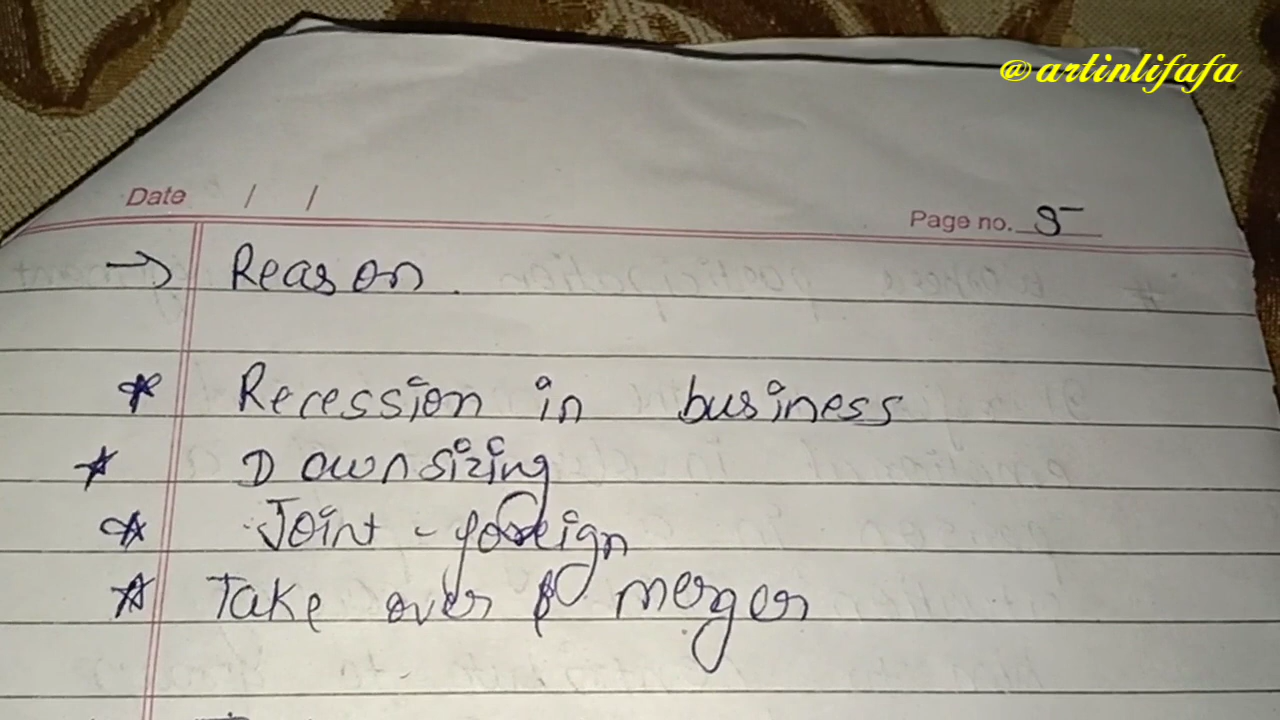 @artinlifafa
Date / /
Page no. 5
→ Reason.
* Recession in business
* Downsizing
* Joint - foreign
* Take over & merger